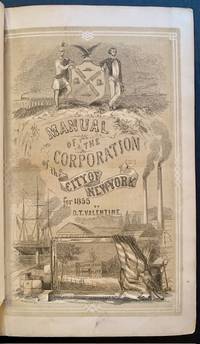 MANUAL
OF THE
CORPORATION
of the
CITY OF
NEW YORK
for 1855
BY
D.T. VALENTINE.